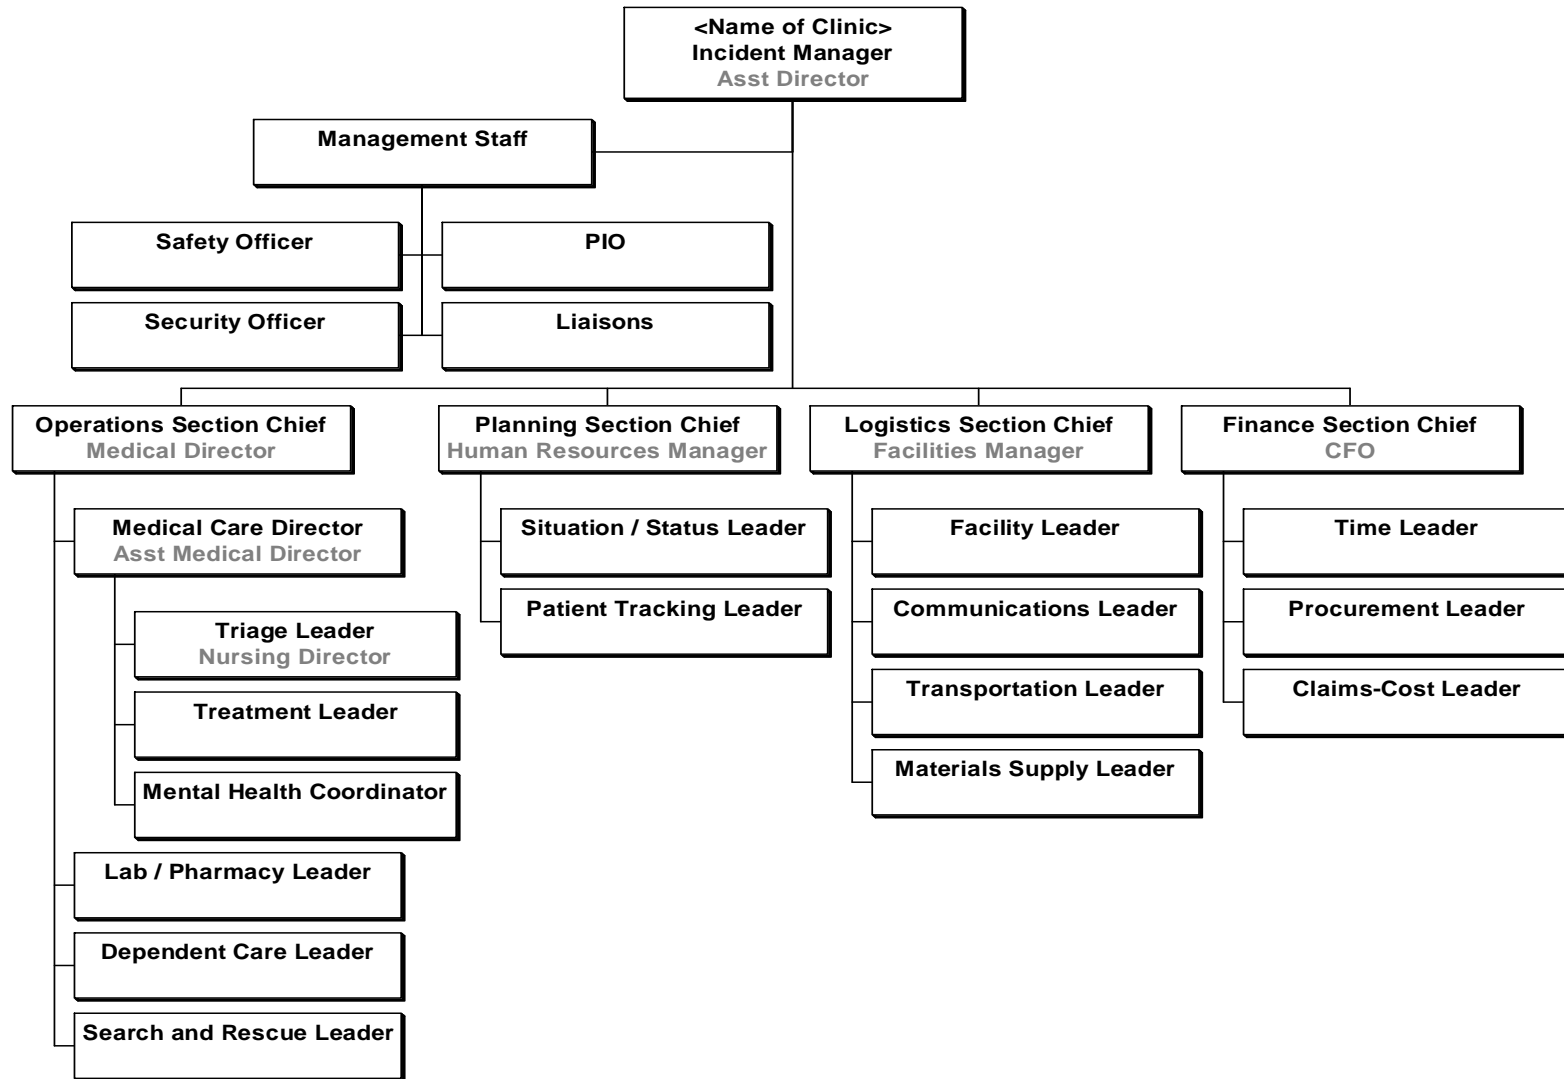 <Name of Clinic>
Incident Manager
Asst Director
Management Staff
Safety Officer
PIO
Security Officer
Liaisons
Operations Section Chief
Medical Director
Planning Section Chief
Human Resources Manager
Logistics Section Chief
Facilities Manager
Finance Section Chief
CFO
Medical Care Director
Asst Medical Director
Triage Leader
Nursing Director
Treatment Leader
Mental Health Coordinator
Lab / Pharmacy Leader
Dependent Care Leader
Search and Rescue Leader
Situation / Status Leader
Patient Tracking Leader
Facility Leader
Communications Leader
Transportation Leader
Materials Supply Leader
Time Leader
Procurement Leader
Claims-Cost Leader